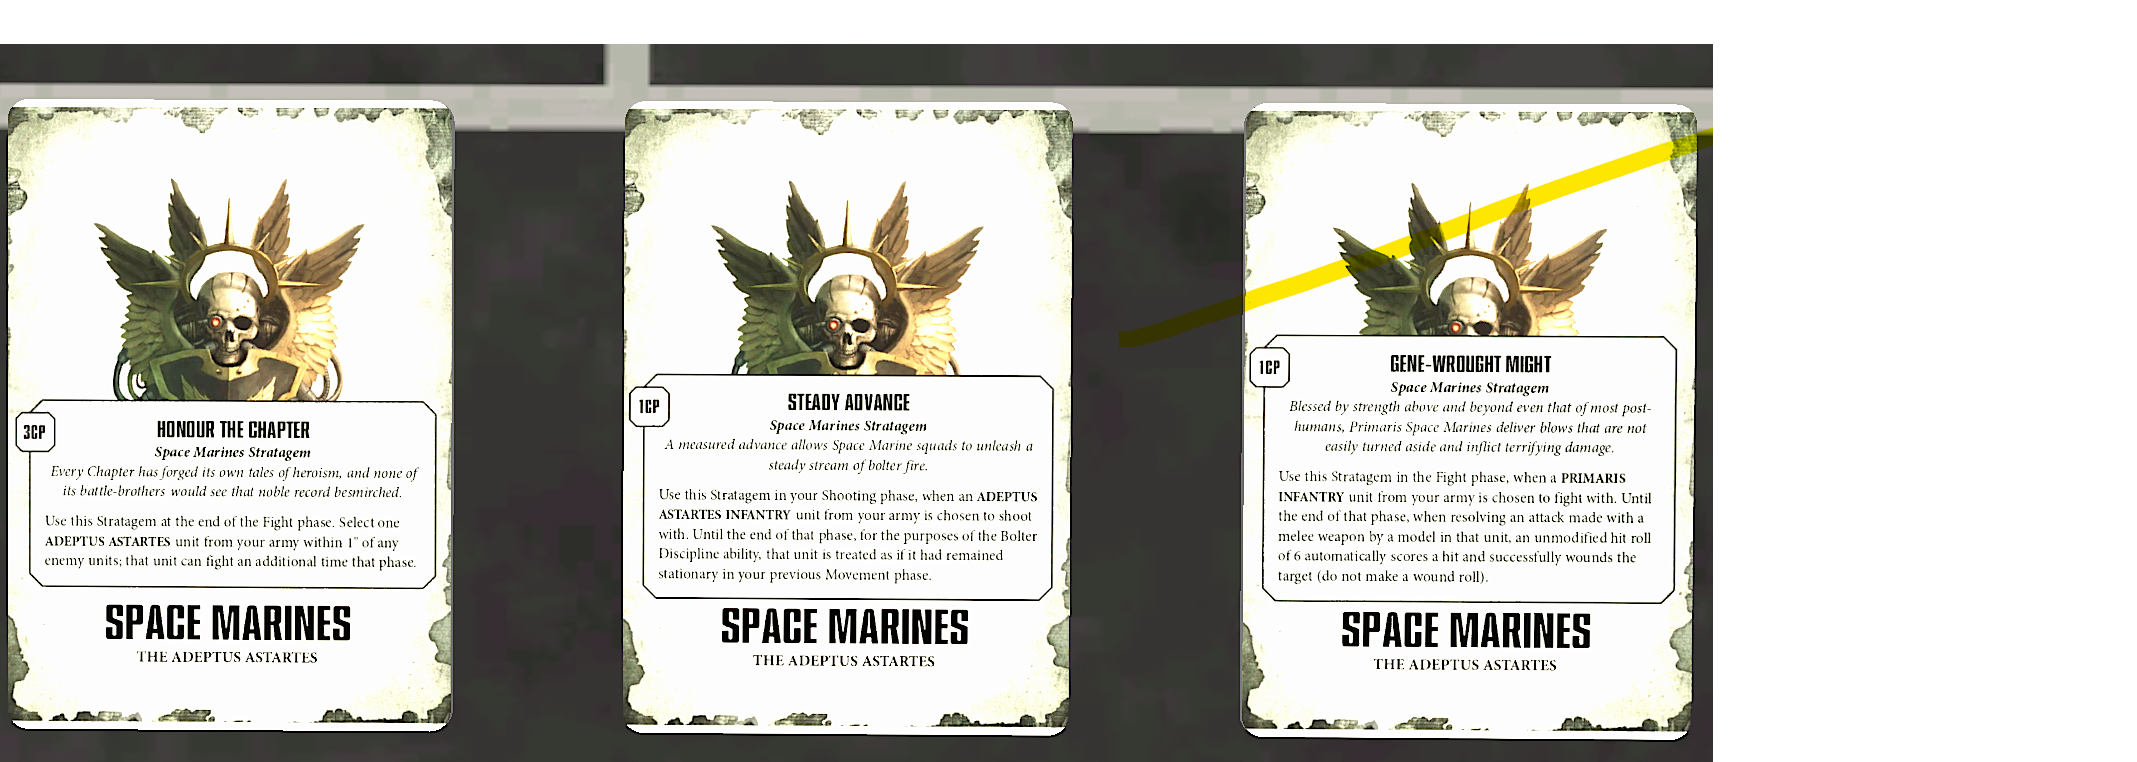 3CP
HONOUR THE CHAPTER
Space Marines Stratagem
Every Chapter has forged its own tales of heroism, and none of
its battle-brothers would see that noble record besmirched.
Use this Stratagem at the end of the Fight phase. Select one
ADEPTUS ASTARTES unit from your army within 1" of any
enemy units; that unit can fight an additional time that phase.
SPACE MARINES
THE ADEPTUS ASTARTES
1CP
STEADY ADVANCE
Space Marines Stratagem
A measured advance allows Space Marine squads to unleash a
steady stream of bolter fire.
Use this Stratagem in your Shooting phase, when an ADEPTUS
ASTARTES INFANTRY unit from your army is chosen to shoot
with. Until the end of that phase, for the purposes of the Bolter
Discipline ability, that unit is treated as if it had remained
stationary in your previous Movement phase.
SPACE MARINES
THE ADEPTUS ASTARTES
1CP
GENE-WROUGHT MIGHT
Space Marines Stratagem
Blessed by strength above and beyond even that of most post-
humans, Primaris Space Marines deliver blows that are not
easily turned aside and inflict terrifying damage.
Use this Stratagem in the Fight phase, when a PRIMARIS
INFANTRY unit from your army is chosen to fight with. Until
the end of that phase, when resolving an attack made with a
melee weapon by a model in that unit, an unmodified hit roll
of 6 automatically scores a hit and successfully wounds the
target (do not make a wound roll).
SPACE MARINES
THE ADEPTUS ASTARTES